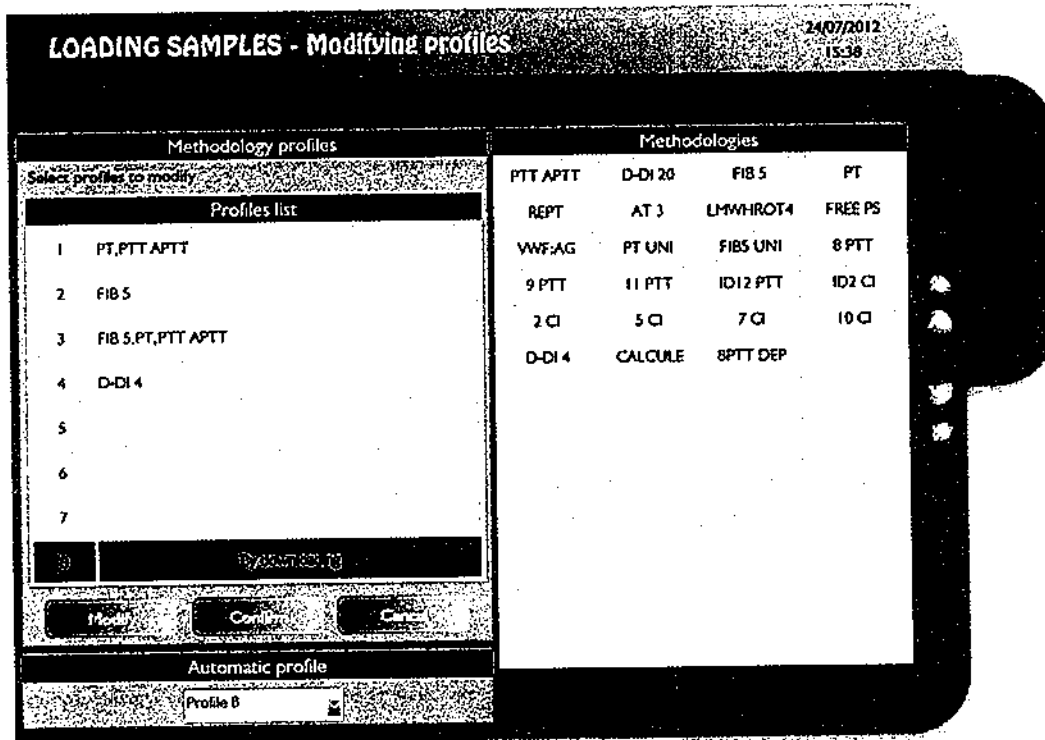 LOADING SAMPLES - Modifying profiles
24/07/2012
15:38
Methodology profiles
Select profiles to modify
Profiles list
1 PT,PTT APTT
2 FIB 5
3 FIB 5,PT,PTT APTT
4 D-DI 4
5
6
7
Modify Confirm Cancel
Automatic profile
Profile 8
Methodologies
PTT APTT D-DI 20 FIB 5 PT
REPT AT 3 LMWHROT4 FREE PS
VWF:AG PT UNI FIB5 UNI 8 PTT
9 PTT 11 PTT ID12 PTT ID2 CI
2 CI 5 CI 7 CI 10 CI
D-DI 4 CALCULE 8PTT DEP